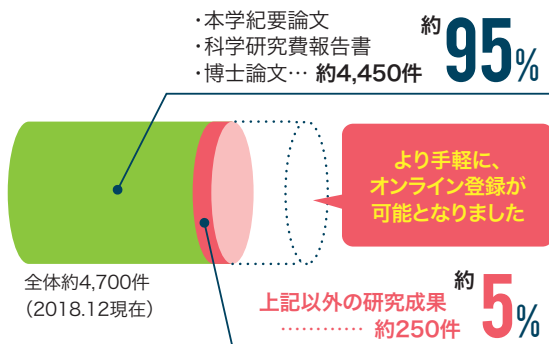 ・本学紀要論文
・科学研究費報告書
・博士論文… 約4,450件
約95%
より手軽に、
オンライン登録が
可能となりました
全体約4,700件
（2018.12現在）
上記以外の研究成果
………… 約250件
約5%